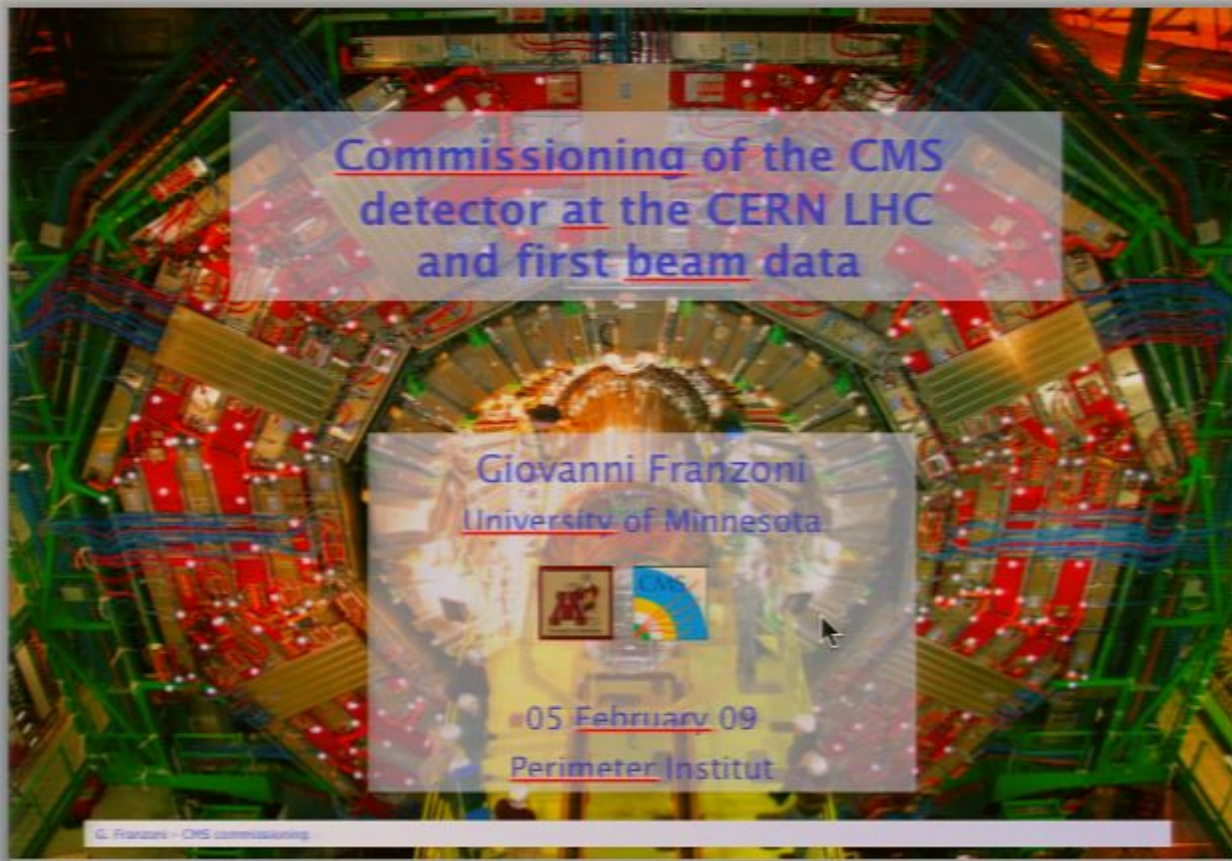 Commissioning of the CMS
detector at the CERN LHC
and first beam data
Giovanni Franzoni
University of Minnesota
CMS
05 February 09
Perimeter Institut
G. Franzoni - CMS commissioning